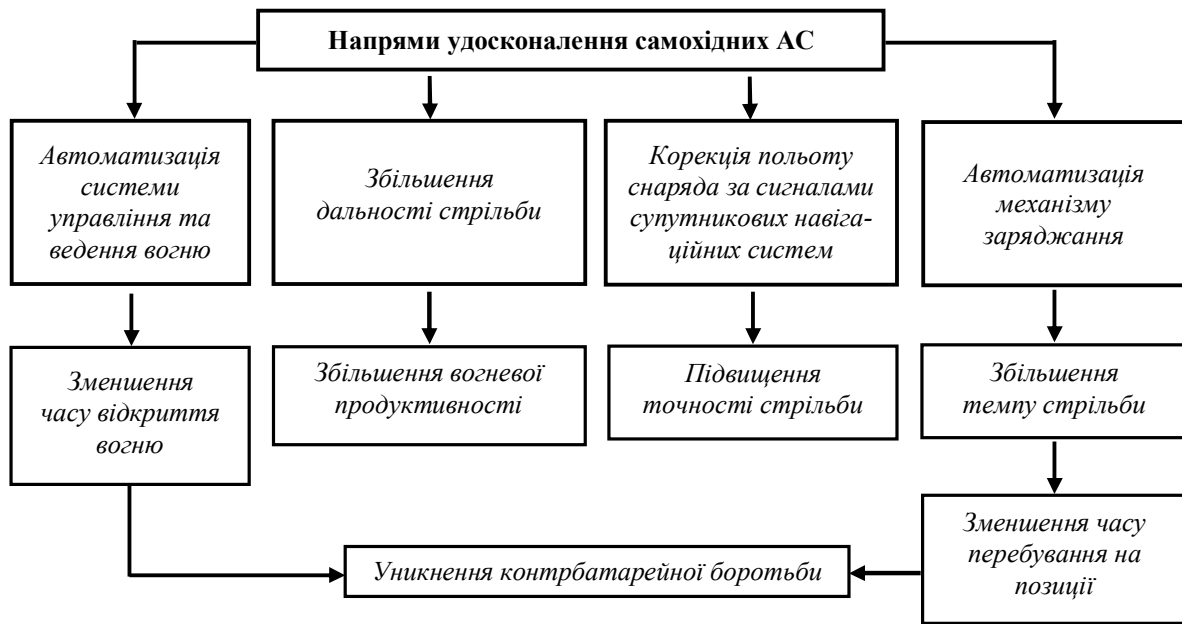 Напрями удосконалення самохідних АС
Автоматизація
системи
управління та
ведення вогню
Збільшення
дальності стрільби
Корекція польоту
снаряда за сигналами
супутникових навіга-
ційних систем
Автоматизація
механізму
заряджання
Зменшення
часу відкриття
вогню
Збільшення вогневої
продуктивності
Підвищення
точності стрільби
Збільшення
темпу стрільби
Зменшення часу
перебування на
позиції
Уникнення контрбатарейної боротьби